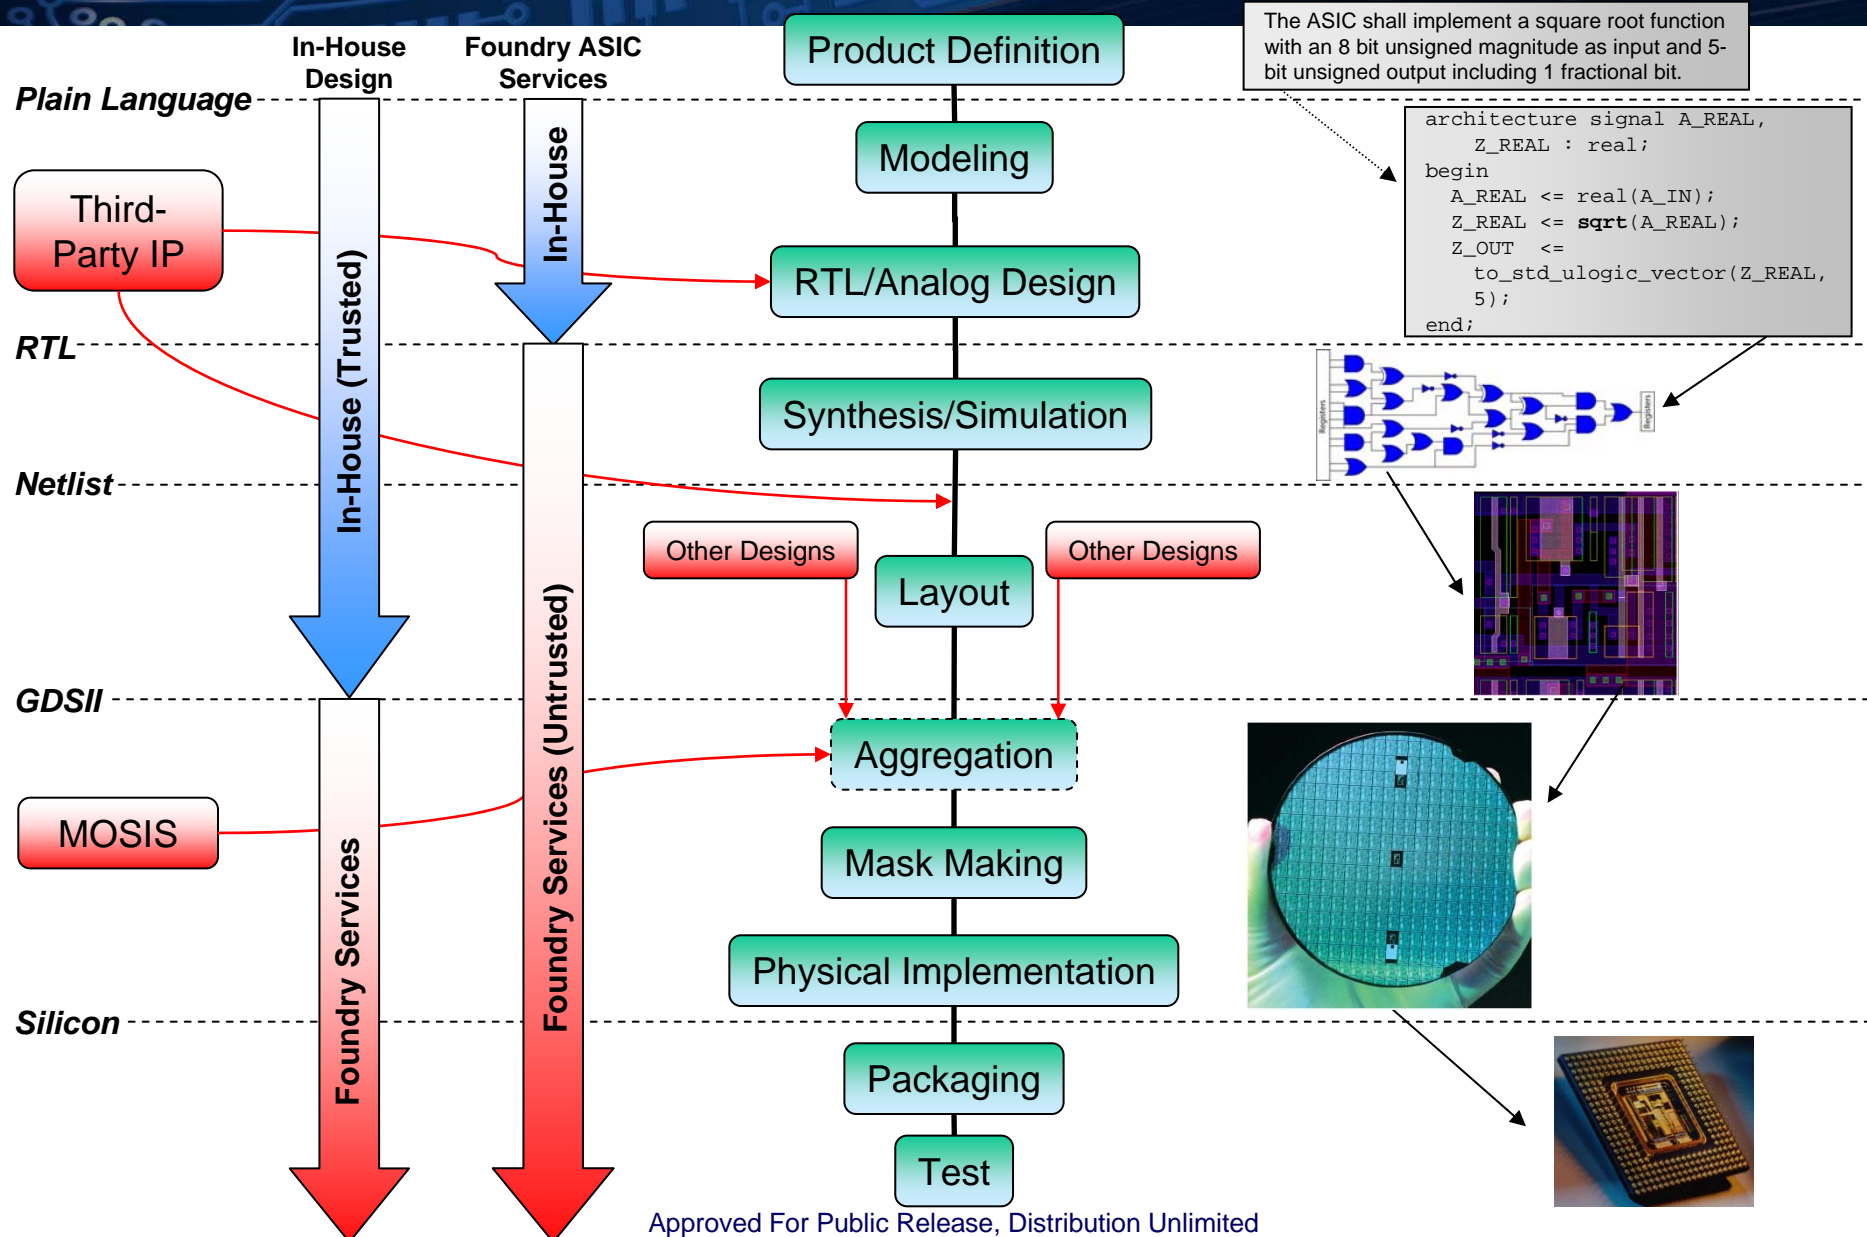 In-House
Design
Foundry ASIC
Services
Product Definition
The ASIC shall implement a square root function
with an 8 bit unsigned magnitude as input and 5-
bit unsigned output including 1 fractional bit.
Plain Language
In-House
Modeling
architecture signal A_REAL,
Z_REAL : real;
begin
A_REAL <= real(A_IN);
Z_REAL <= sqrt(A_REAL);
Z_OUT <=
to_std_ulogic_vector(Z_REAL,
5);
end;
Third-
Party IP
RTL/Analog Design
In-House (Trusted)
RTL
Synthesis/Simulation
Registers
Registers
Netlist
Other Designs
Other Designs
Layout
Foundry Services (Untrusted)
GDSII
Aggregation
MOSIS
Mask Making
Foundry Services
Physical Implementation
Silicon
Packaging
Test
Approved For Public Release, Distribution Unlimited